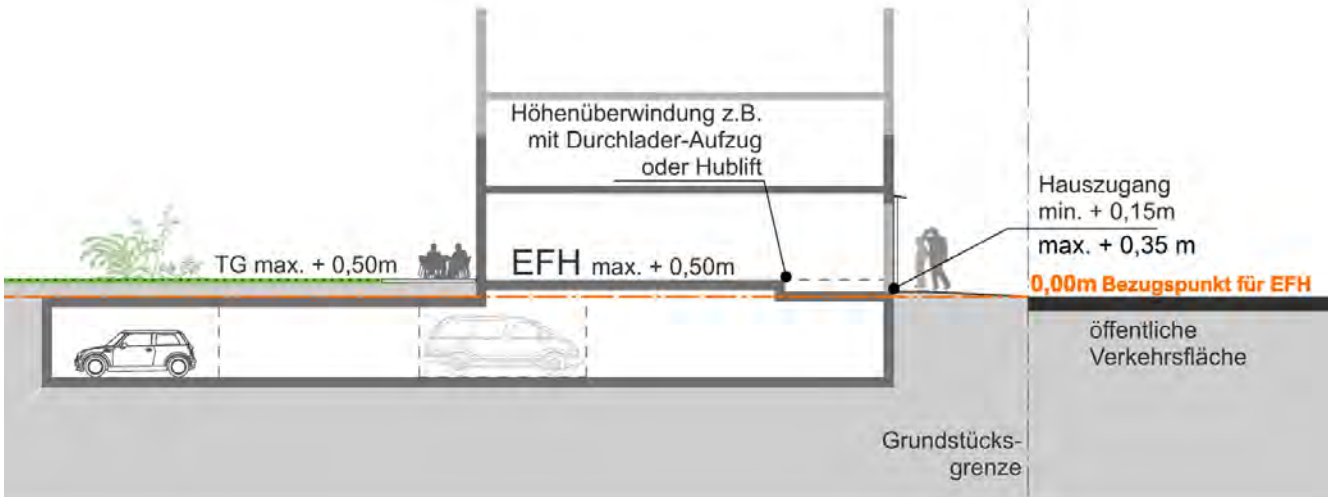 Höhenüberwindung z.B.
mit Durchlader-Aufzug
oder Hublift
Hauszugang
min. + 0,15m
max. + 0,35 m
TG max. + 0,50m
EFH max. + 0,50m
0,00m Bezugspunkt für EFH
öffentliche
Verkehrsfläche
Grundstücks-
grenze